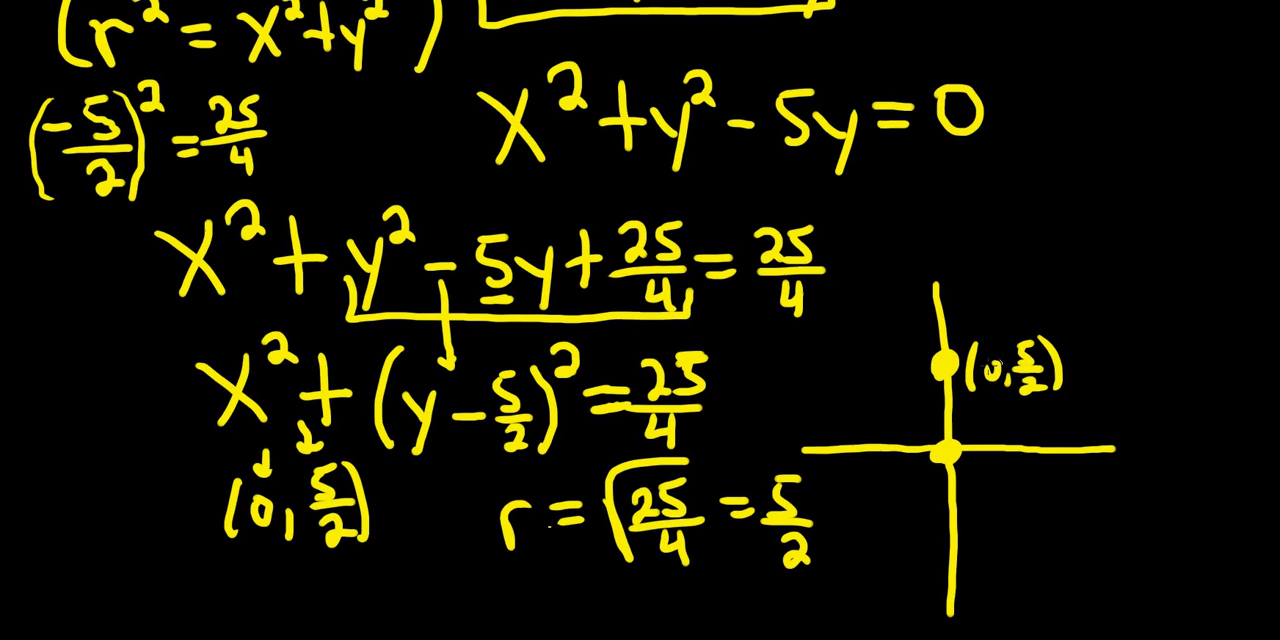 (r² = x²+y²)
x²+y² - 5y = 0
(-5/2)² = 25/4
x² + y² - 5y + 25/4 = 25/4
x² + (y - 5/2)² = 25/4
(0, 5/2)
(0, 5/2)
r = √25/4 = 5/2